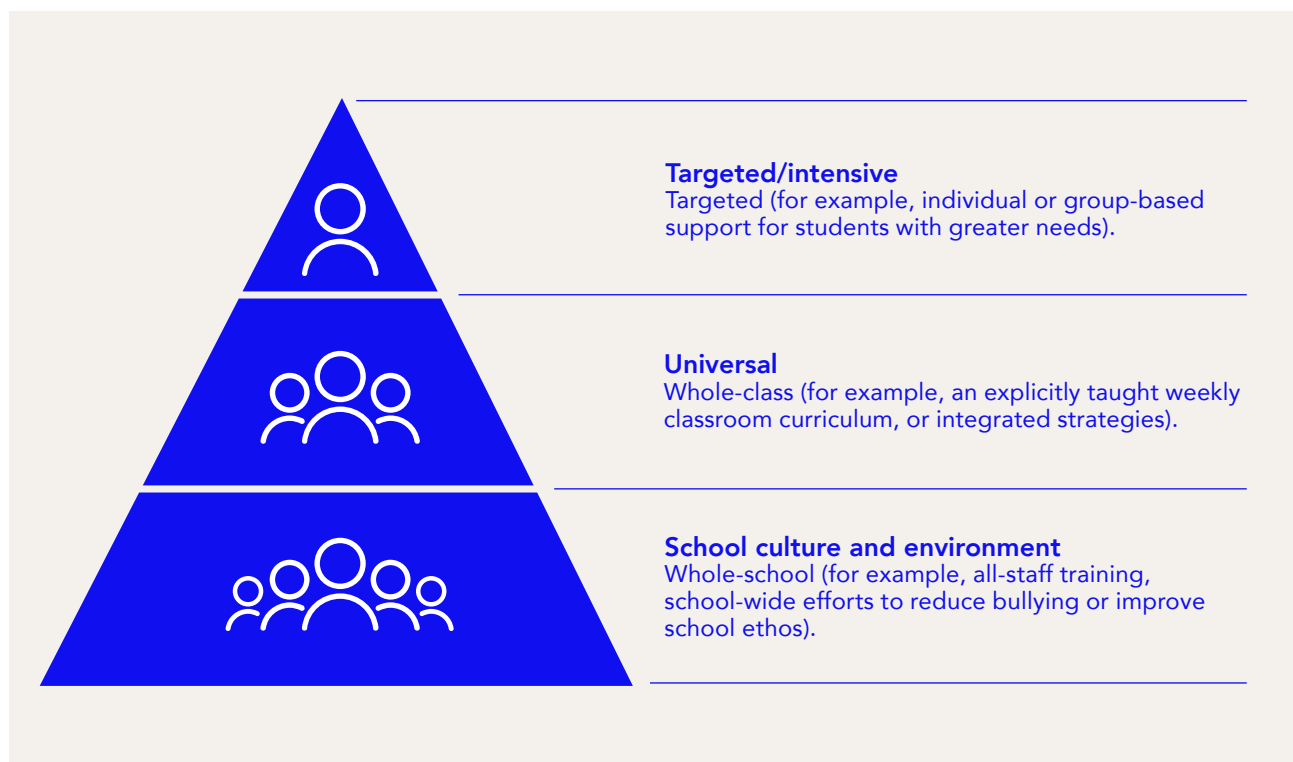 Targeted/intensive
Targeted (for example, individual or group-based
support for students with greater needs).
Universal
Whole-class (for example, an explicitly taught weekly
classroom curriculum, or integrated strategies).
School culture and environment
Whole-school (for example, all-staff training,
school-wide efforts to reduce bullying or improve
school ethos).